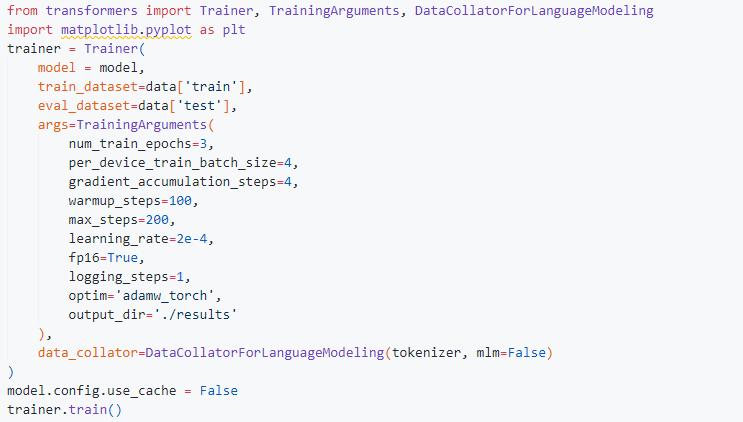 from transformers import Trainer, TrainingArguments, DataCollatorForLanguageModeling
import matplotlib.pyplot as plt
trainer = Trainer(
    model = model,
    train_dataset=data['train'],
    eval_dataset=data['test'],
    args=TrainingArguments(
        num_train_epochs=3,
        per_device_train_batch_size=4,
        gradient_accumulation_steps=4,
        warmup_steps=100,
        max_steps=200,
        learning_rate=2e-4,
        fp16=True,
        logging_steps=1,
        optim='adamw_torch',
        output_dir='./results'
    ),
    data_collator=DataCollatorForLanguageModeling(tokenizer, mlm=False)
)
model.config.use_cache = False
trainer.train()